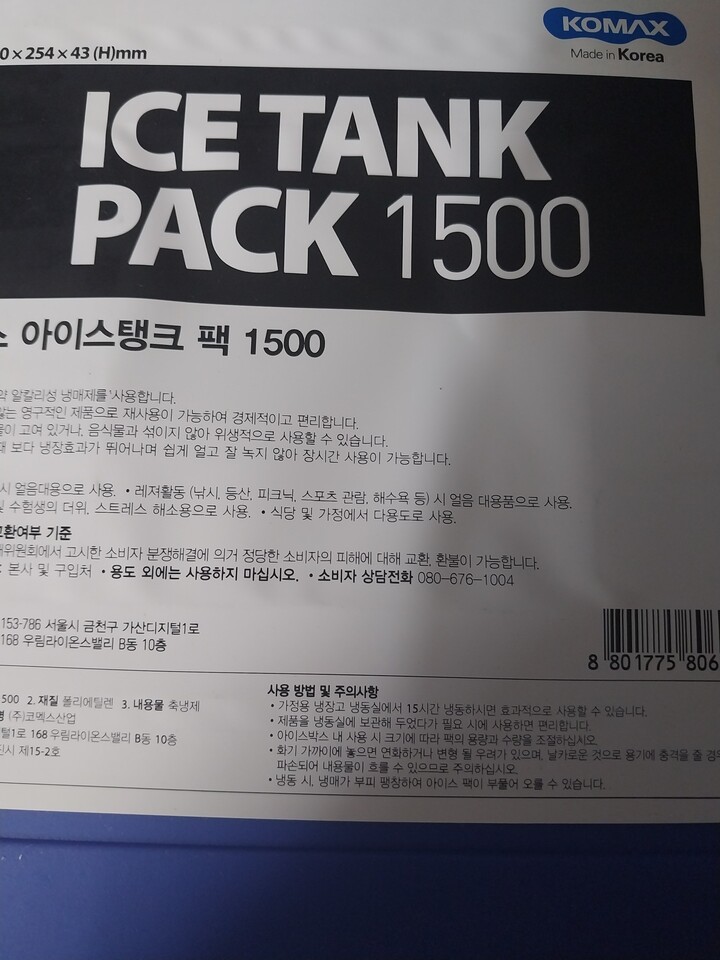 KOMAX
Made in Korea
0 × 254 × 43 (H)mm
ICE TANK
PACK 1500
스 아이스탱크 팩 1500
약 알칼리성 냉매제를 사용합니다.
않는 영구적인 제품으로 재사용이 가능하여 경제적이고 편리합니다.
물이 고여 있거나, 음식물과 섞이지 않아 위생적으로 사용할 수 있습니다.
보다 냉장효과가 뛰어나며 쉽게 얼고 잘 녹지 않아 장시간 사용이 가능합니다.
시 얼음대용으로 사용. • 레져활동 (낚시, 등산, 피크닉, 스포츠 관람, 해수욕 등) 시 얼음 대용품으로 사용.
및 수험생의 더위, 스트레스 해소용으로 사용. • 식당 및 가정에서 다용도로 사용.
교환여부 기준
위원회에서 고시한 소비자 분쟁해결에 의거 정당한 소비자의 피해에 대해 교환, 환불이 가능합니다.
: 본사 및 구입처 • 용도 외에는 사용하지 마십시오. • 소비자 상담전화 080-676-1004
153-786 서울시 금천구 가산디지털1로
168 우림라이온스밸리 B동 10층
8 801775 806
500 2. 재질 폴리에틸렌 3. 내용물 축냉제
명 (주)코멕스산업
털1로 168 우림라이온스밸리 B동 10층
진시 제15-2호
사용 방법 및 주의사항
• 가정용 냉장고 냉동실에서 15시간 냉동하시면 효과적으로 사용할 수 있습니다.
• 제품을 냉동실에 보관해 두었다가 필요 시에 사용하면 편리합니다.
• 아이스박스 내 사용 시 크기에 따라 팩의 용량과 수량을 조절하십시오.
• 화기 가까이에 놓으면 연화하거나 변형 될 우려가 있으며, 날카로운 것으로 용기에 충격을 줄 경우
파손되어 내용물이 흐를 수 있으므로 주의하십시오.
• 냉동 시, 냉매가 부피 팽창하여 아이스 팩이 부풀어 오를 수 있습니다.